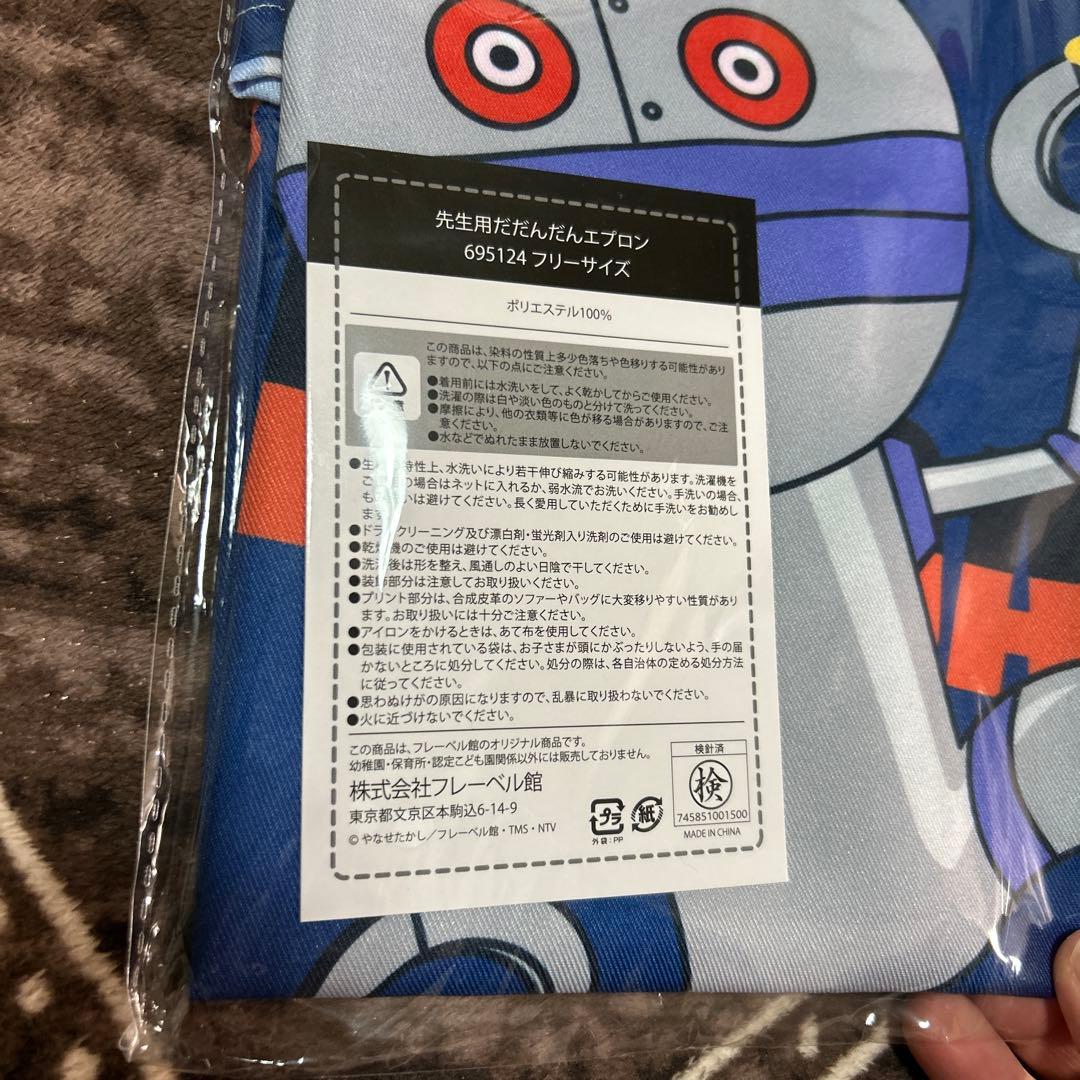 先生用だだんだんエプロン
695124 フリーサイズ
ポリエステル100%
この商品は、染料の性質上多少色落ちや色移りする可能性があり
ますので、以下の点にご注意ください。
●着用前には水洗いをして、よく乾かしてからご使用ください。
●洗濯の際は白や淡い色のものと分けて洗ってください。
●摩擦により、他の衣類等に色が移る場合がありますので、ご注
意ください。
●水などでぬれたまま放置しないでください。
●生 特性上、水洗いにより若干伸び縮みする可能性があります。洗濯機を
ご 用の場合はネットに入れるか、弱水流でお洗いください。手洗いの場合、
も 洗いは避けてください。長く愛用していただくために手洗いをお勧めし
ます
●ドライクリーニング及び漂白剤・蛍光剤入り洗剤のご使用は避けてください。
●乾燥機のご使用は避けてください。
●洗濯後は形を整え、風通しのよい日陰で干してください。
●装飾部分は注意してお取り扱いください。
●プリント部分は、合成皮革のソファーやバッグに大変移りやすい性質があり
ます。お取り扱いには十分ご注意ください。
●アイロンをかけるときは、あて布を使用してください。
●包装に使用されている袋は、お子さまが頭にかぶったりしないよう、手の届
かないところに処分してください。処分の際は、各自治体の定める処分方法
に従ってください。
●思わぬけがの原因になりますので、乱暴に取り扱わないでください。
●火に近づけないでください。
この商品は、フレーベル館のオリジナル商品です。
幼稚園・保育所・認定こども園関係以外には販売しておりません。
株式会社フレーベル館
東京都文京区本駒込6-14-9
©やなせたかし/フレーベル館・TMS・NTV
プラ
外袋:PP
紙
検針済
検
745851001500
MADE IN CHINA